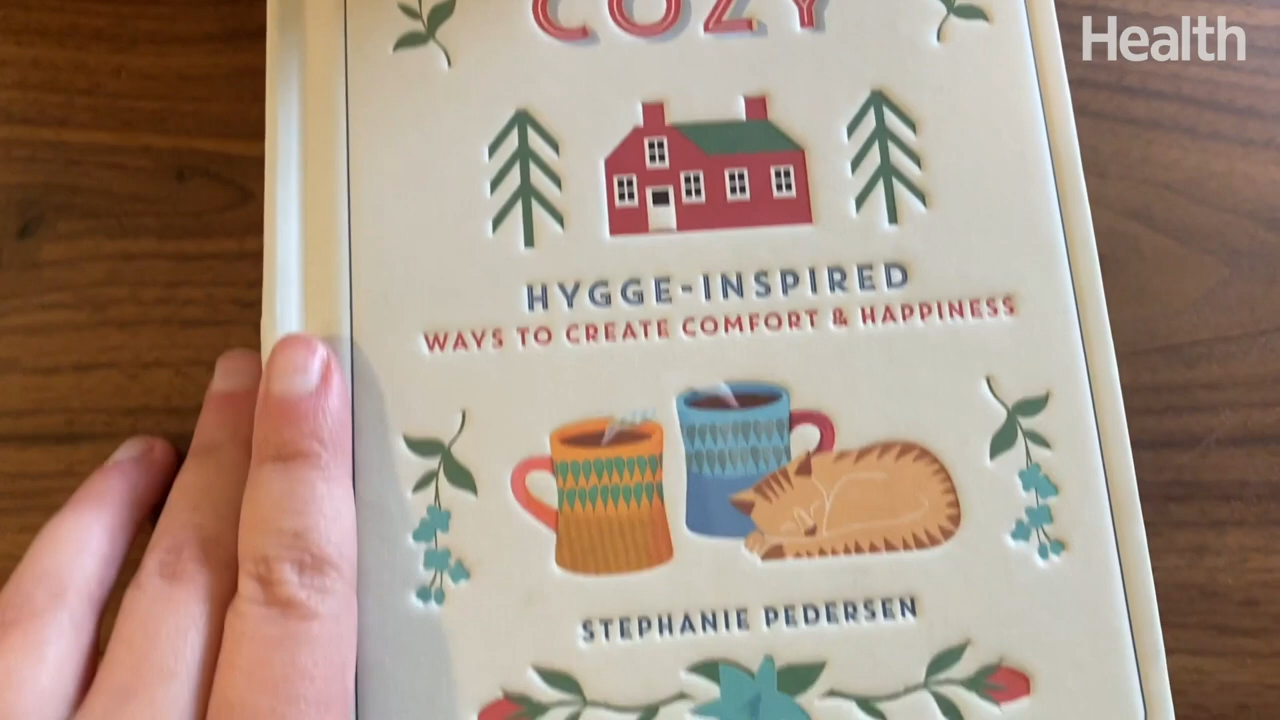 Health
COZY
HYGGE-INSPIRED
WAYS TO CREATE COMFORT & HAPPINESS
STEPHANIE PEDERSEN